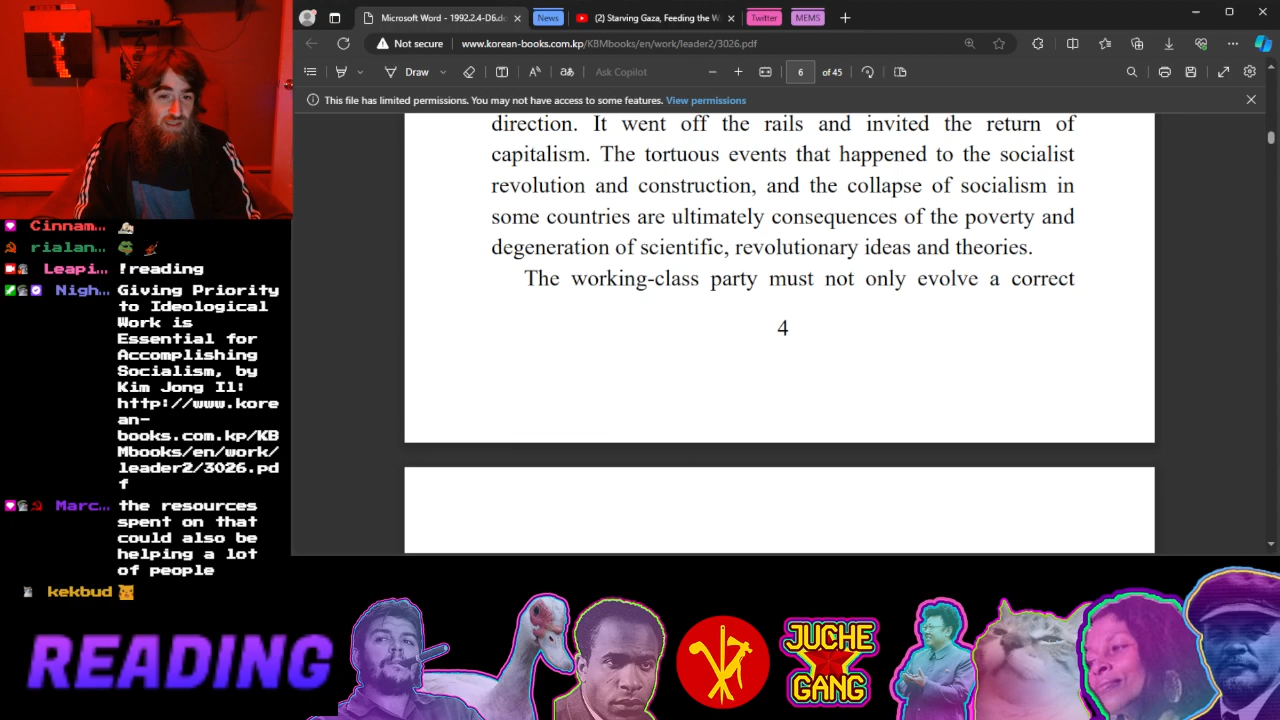 Microsoft Word - 1992.2.4-D6.do
News
(2) Starving Gaza, Feeding the W
Twitter
MEMS
Not secure
www.korean-books.com.kp/KBMbooks/en/work/leader2/3026.pdf
Draw
Ask Copilot
6 of 45
This file has limited permissions. You may not have access to some features. View permissions
direction. It went off the rails and invited the return of
capitalism. The tortuous events that happened to the socialist
revolution and construction, and the collapse of socialism in
some countries are ultimately consequences of the poverty and
degeneration of scientific, revolutionary ideas and theories.
The working-class party must not only evolve a correct
4
Cinnam...
rialan...
Leapi... !reading
Nigh... Giving Priority
to Ideological
Work is
Essential for
Accomplishing
Socialism, by
Kim Jong Il:
http://www.kore
an-
books.com.kp/KB
Mbooks/en/work/
leader2/3026.pd
f
Marc... the resources
spent on that
could also be
helping a lot
of people
kekbud
READING
JUCHE
GANG